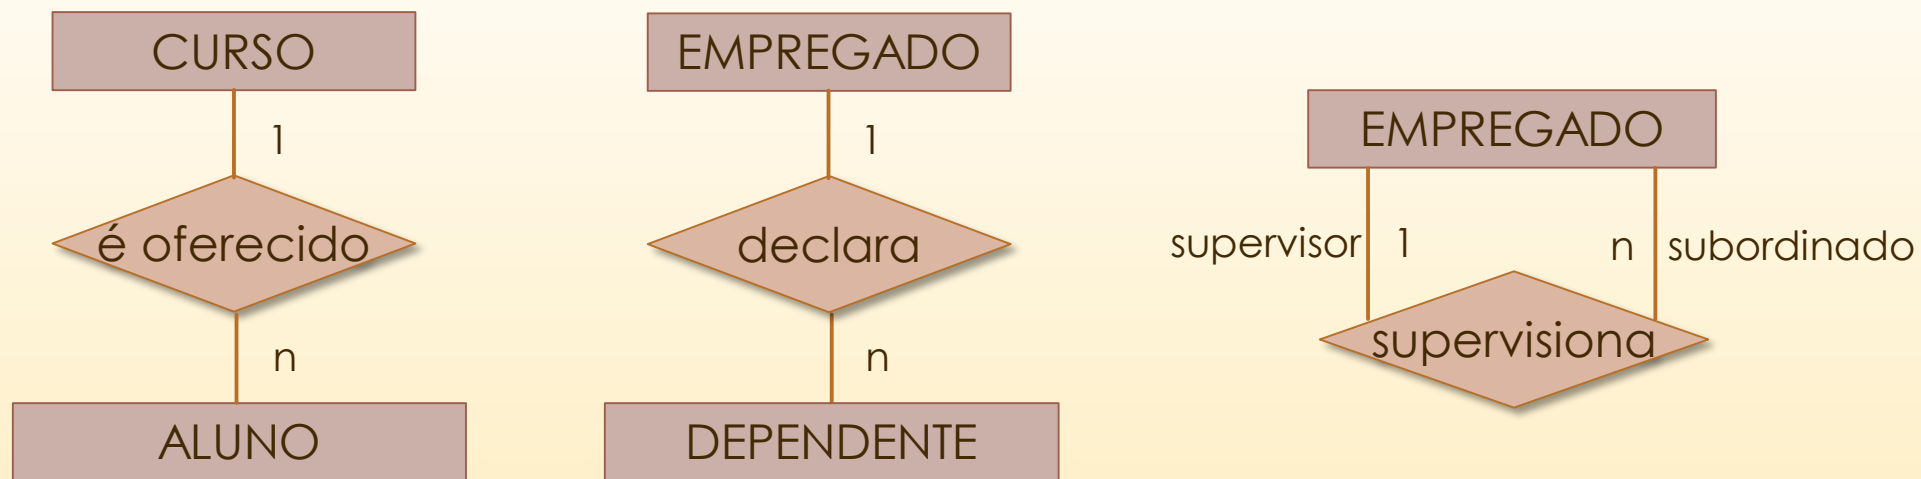 CURSO
1
é oferecido
n
ALUNO
EMPREGADO
1
declara
n
DEPENDENTE
EMPREGADO
supervisor 1 n subordinado
supervisiona